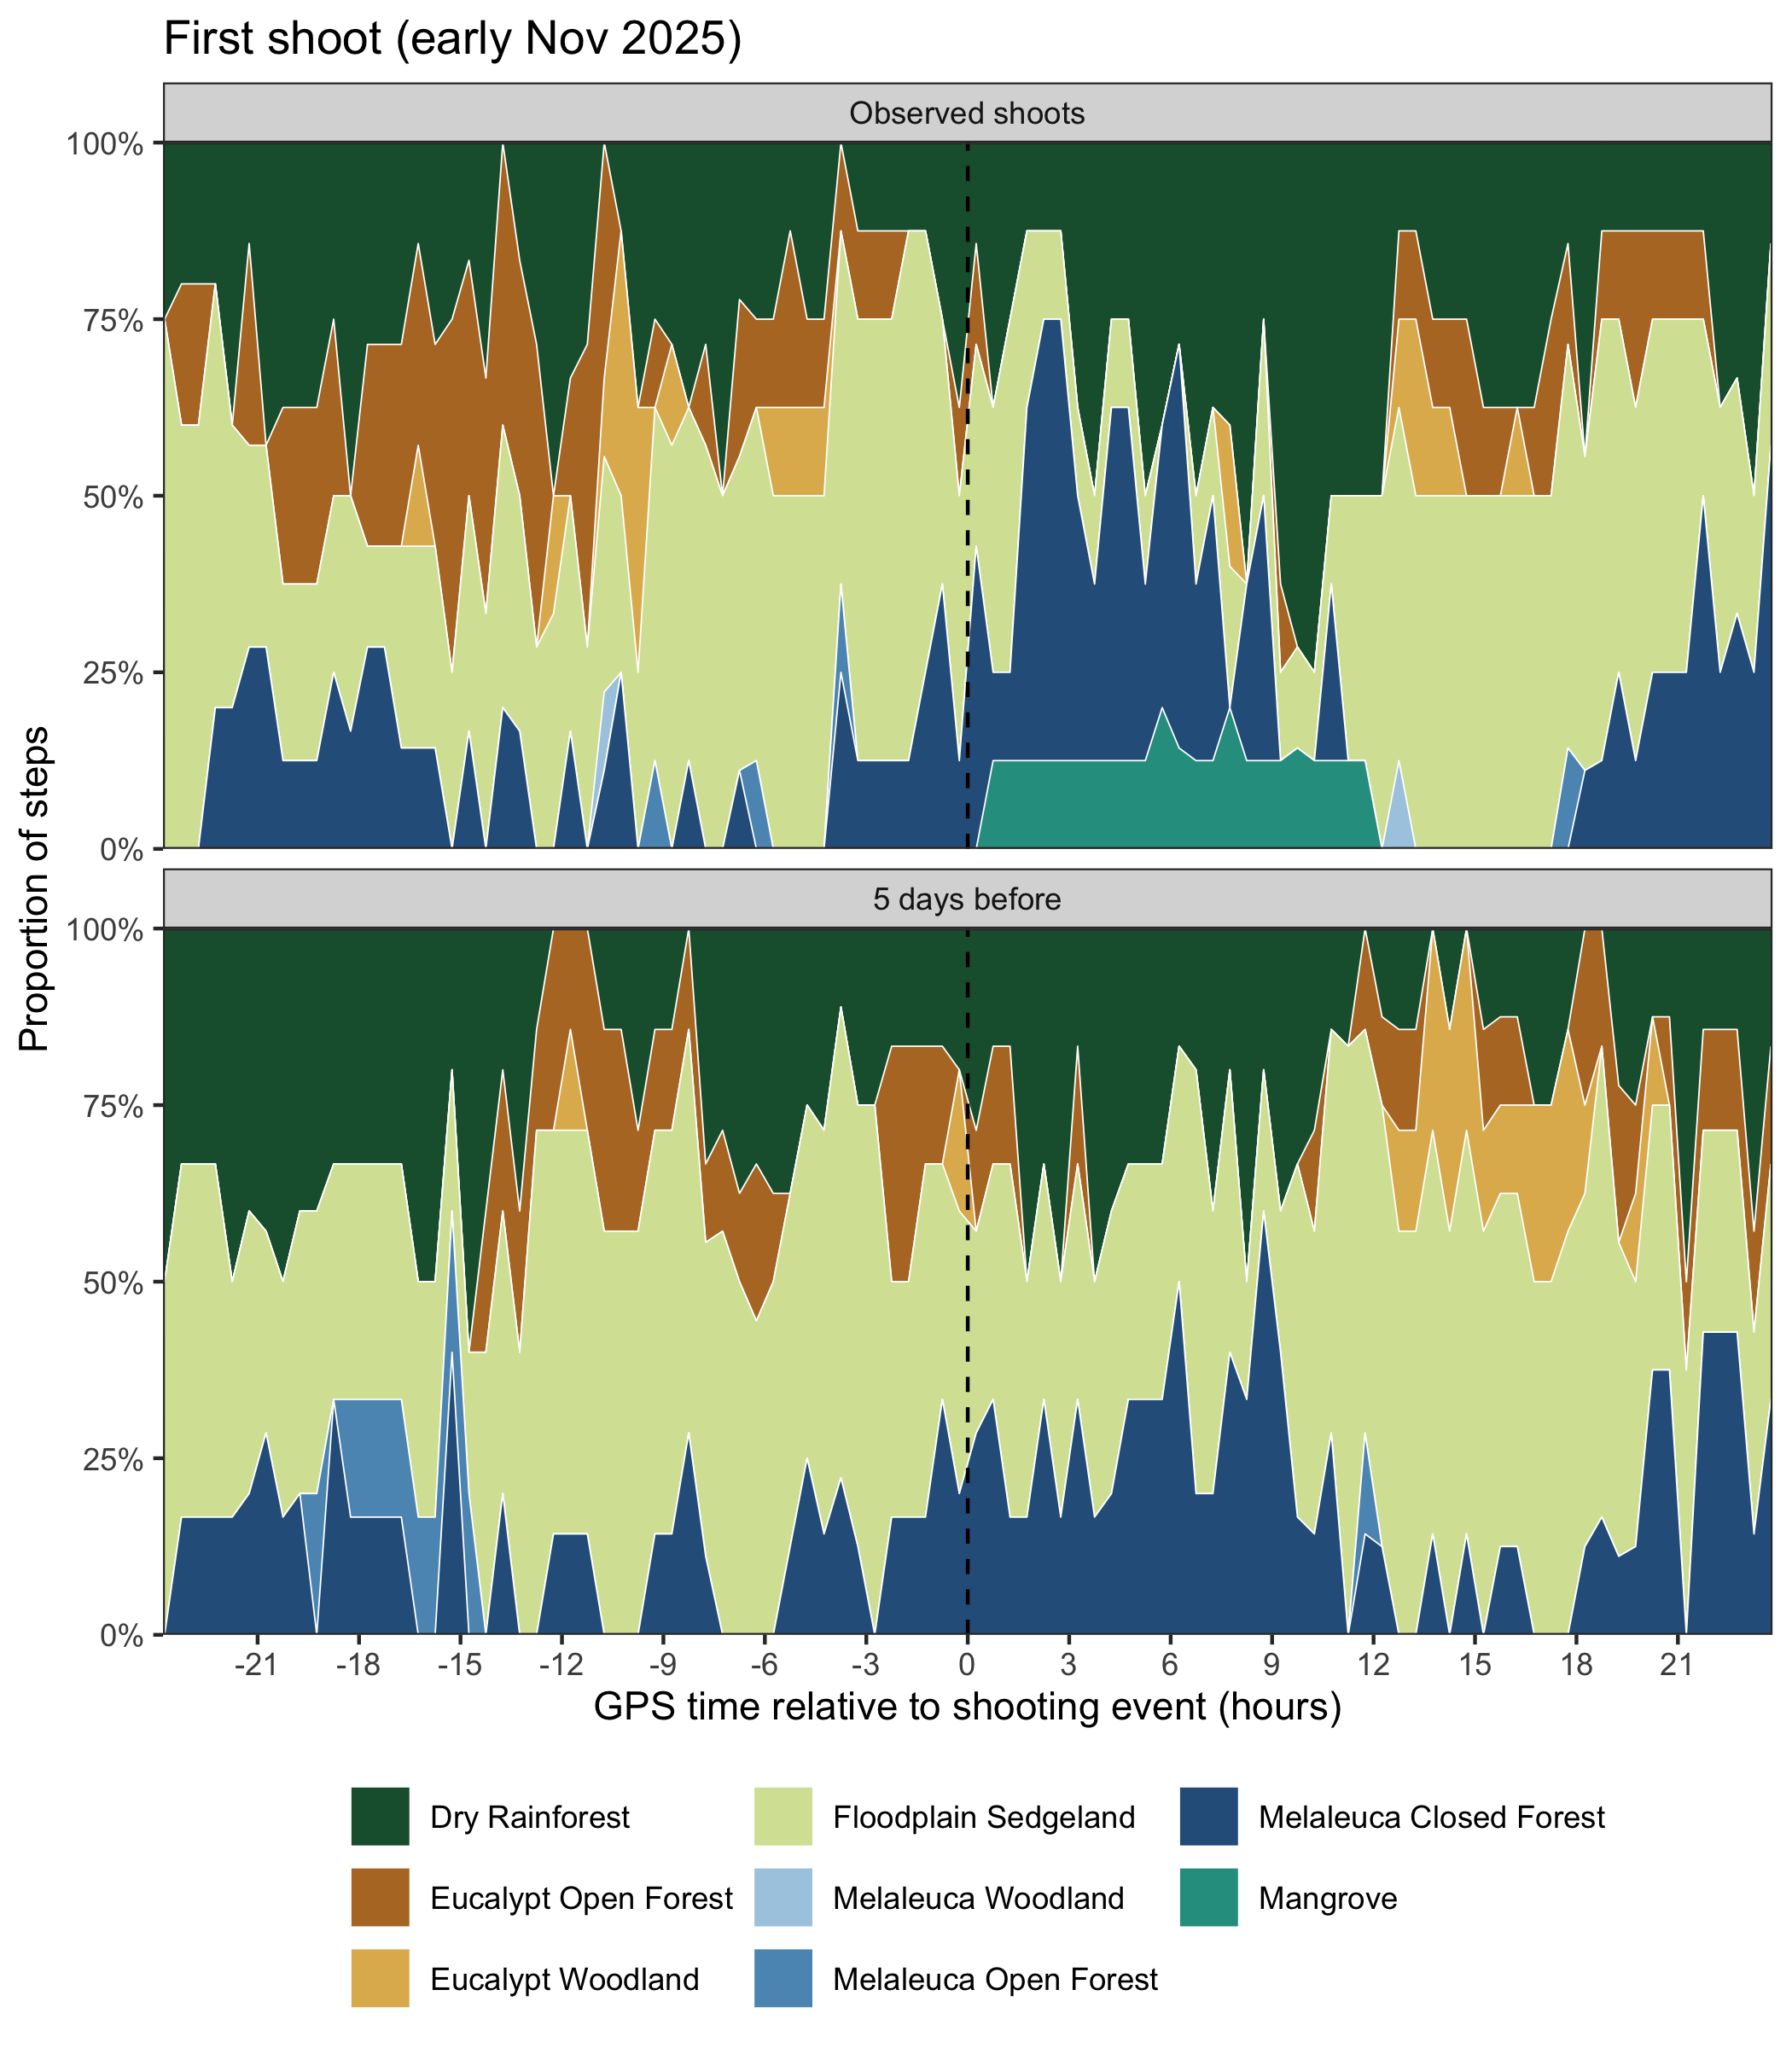 First shoot (early Nov 2025)
Observed shoots
100%
75%
50%
25%
0%
5 days before
100%
75%
50%
25%
0%
Proportion of steps
-21 -18 -15 -12 -9 -6 -3 0 3 6 9 12 15 18 21
GPS time relative to shooting event (hours)
Dry Rainforest Floodplain Sedgeland Melaleuca Closed Forest
Eucalypt Open Forest Melaleuca Woodland Mangrove
Eucalypt Woodland Melaleuca Open Forest